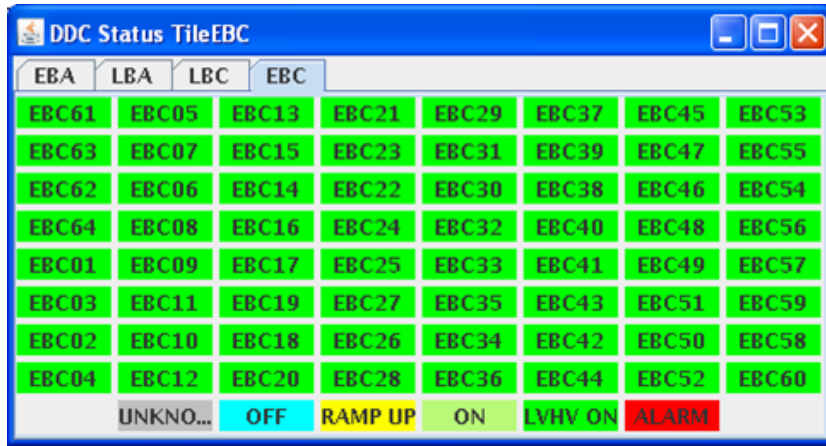 DDC Status TileEBC
EBA LBA LBC EBC
EBC61 EBC05 EBC13 EBC21 EBC29 EBC37 EBC45 EBC53
EBC63 EBC07 EBC15 EBC23 EBC31 EBC39 EBC47 EBC55
EBC62 EBC06 EBC14 EBC22 EBC30 EBC38 EBC46 EBC54
EBC64 EBC08 EBC16 EBC24 EBC32 EBC40 EBC48 EBC56
EBC01 EBC09 EBC17 EBC25 EBC33 EBC41 EBC49 EBC57
EBC03 EBC11 EBC19 EBC27 EBC35 EBC43 EBC51 EBC59
EBC02 EBC10 EBC18 EBC26 EBC34 EBC42 EBC50 EBC58
EBC04 EBC12 EBC20 EBC28 EBC36 EBC44 EBC52 EBC60
UNKNO... OFF RAMP UP ON LVHV ON ALARM